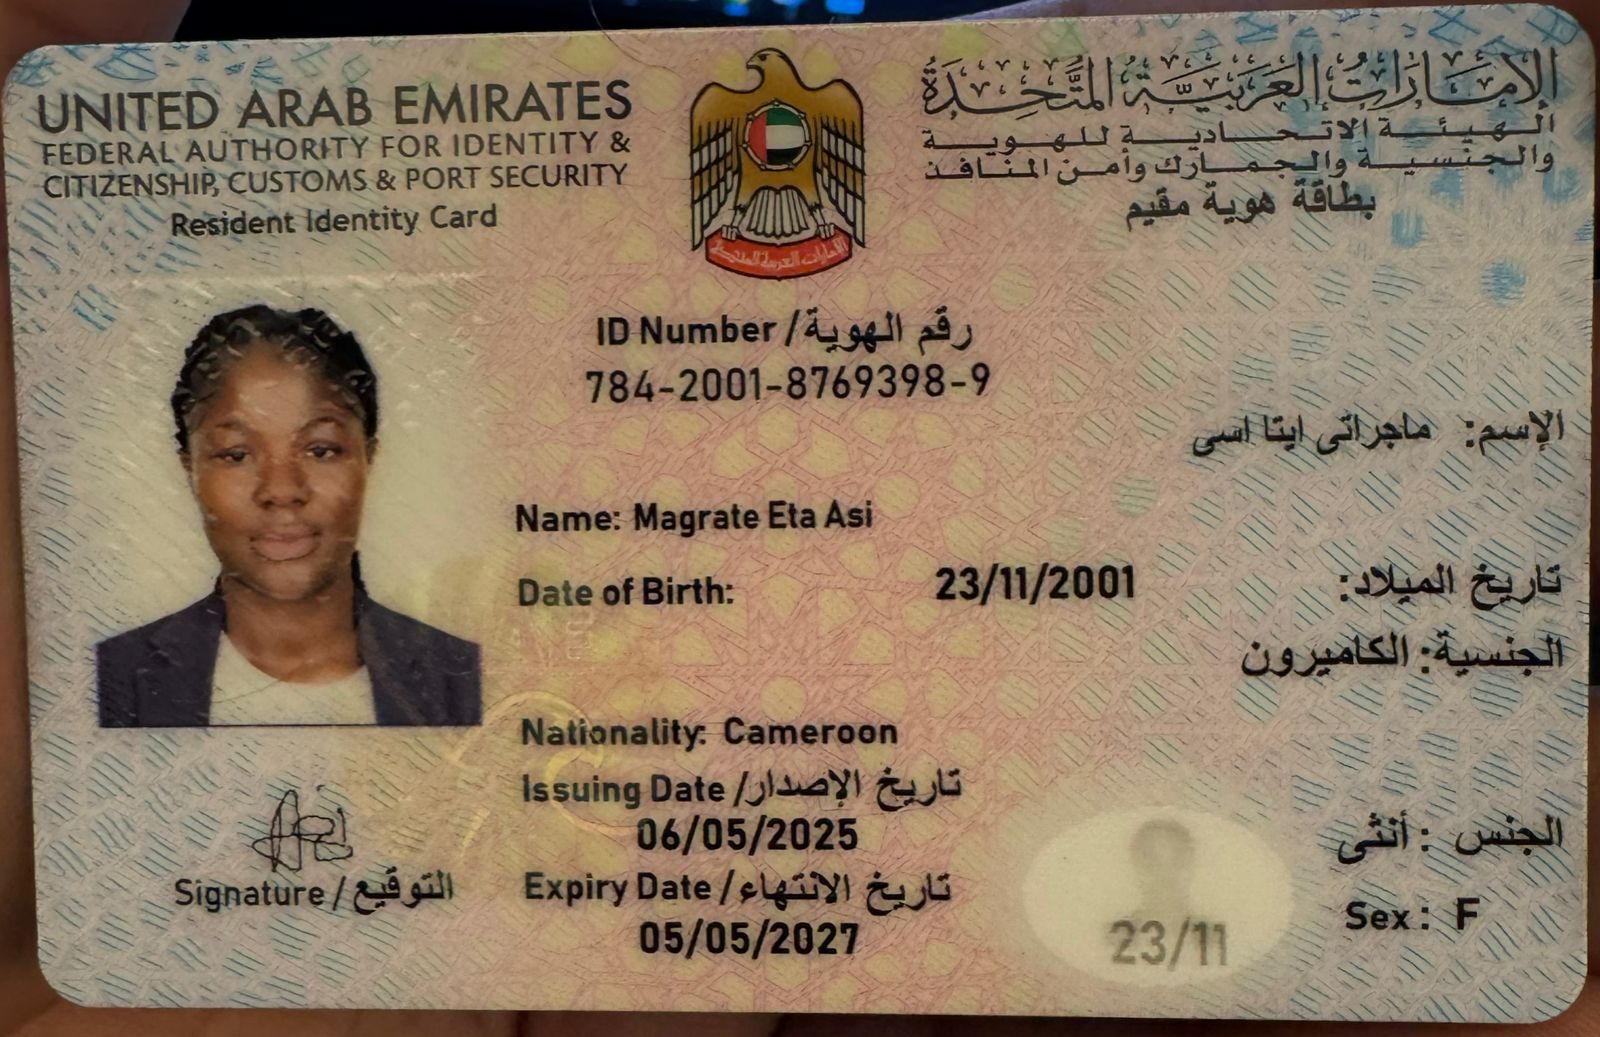 UNITED ARAB EMIRATES
FEDERAL AUTHORITY FOR IDENTITY &
CITIZENSHIP, CUSTOMS & PORT SECURITY
Resident Identity Card
الإمارات العربية المتحدة
الهيئة الاتحادية للهوية
والجنسية والجمارك وأمن المنافذ
بطاقة هوية مقيم
الإمارات العربية المتحدة
ID Number / رقم الهوية
784-2001-8769398-9
الإسم: ماجراتى ايتا اسى
Name: Magrate Eta Asi
Date of Birth: 23/11/2001 تاريخ الميلاد:
الجنسية: الكاميرون
Nationality: Cameroon
Issuing Date / تاريخ الإصدار
06/05/2025
Expiry Date / تاريخ الانتهاء
05/05/2027
Signature / التوقيع
الجنس : أنثى
Sex : F
23/11